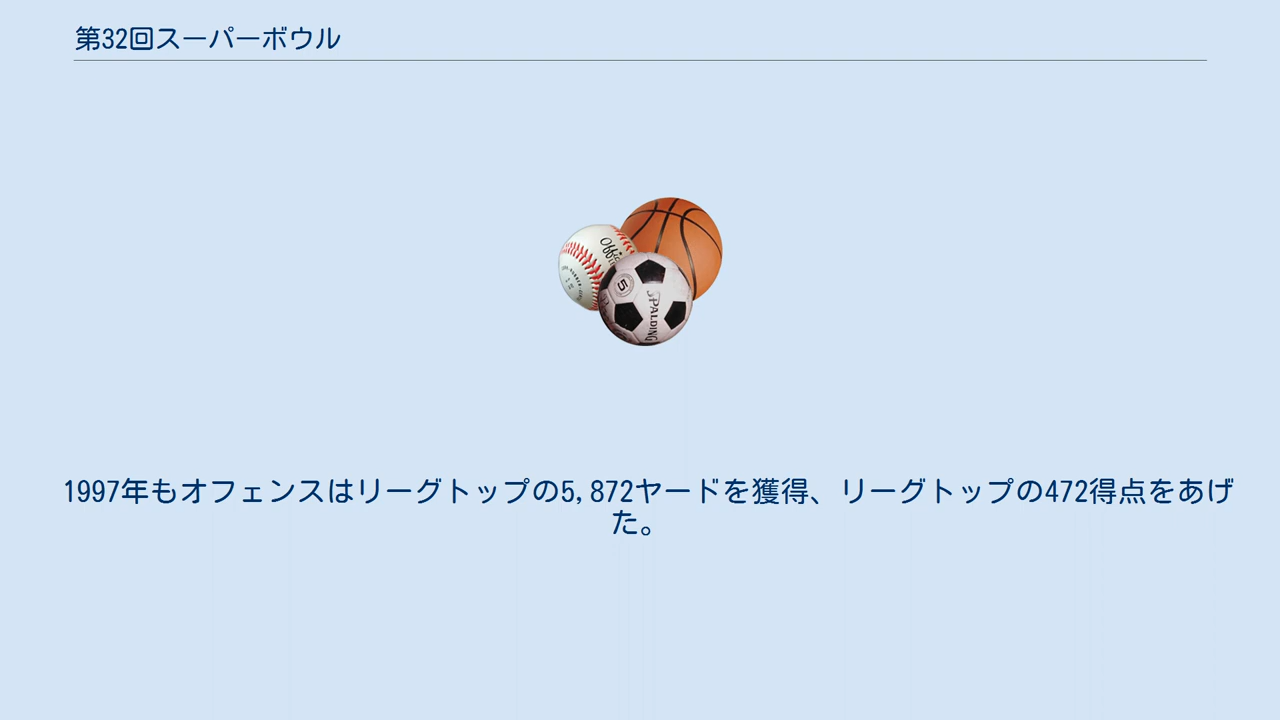 第32回スーパーボウル
5
SPALDING
1997年もオフェンスはリーグトップの5,872ヤードを獲得、リーグトップの472得点をあげ
た。